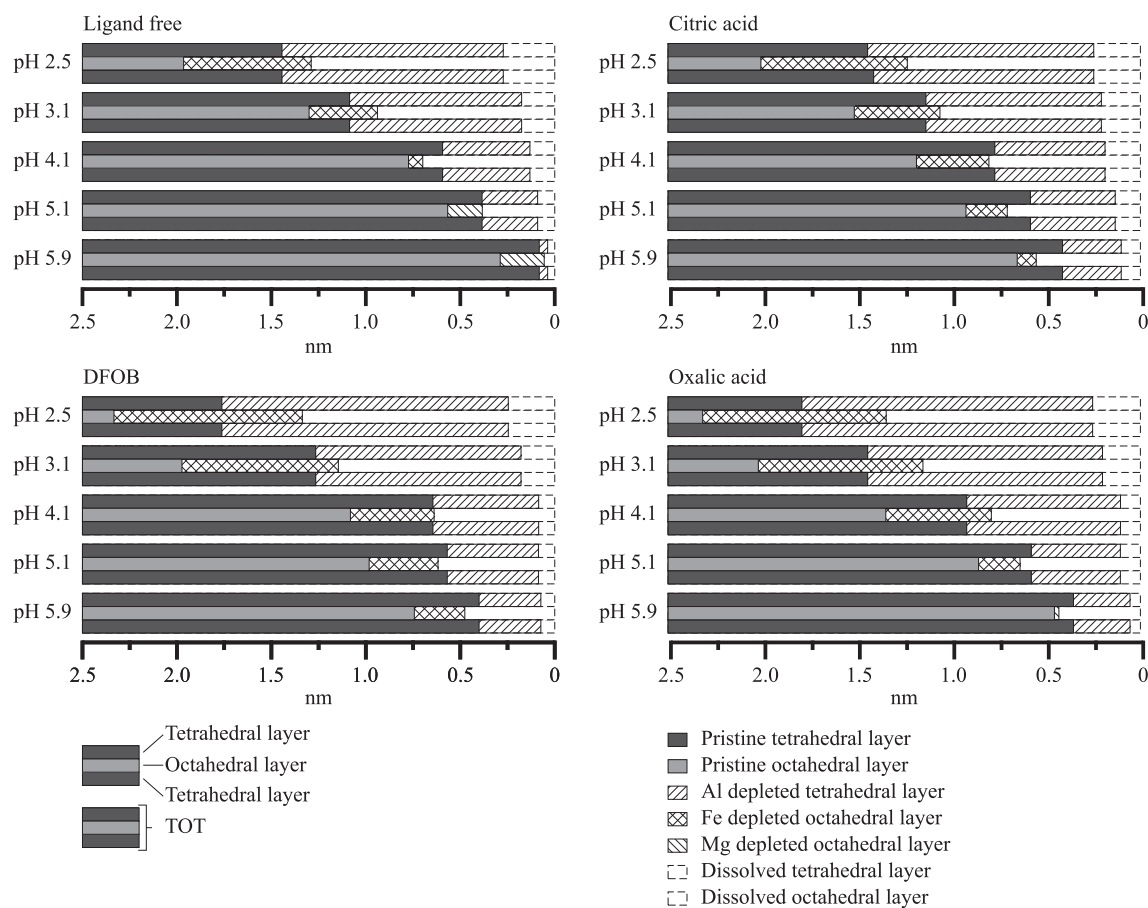 Ligand free
pH 2.5
pH 3.1
pH 4.1
pH 5.1
pH 5.9
2.5 2.0 1.5 1.0 0.5 0
nm
Citric acid
pH 2.5
pH 3.1
pH 4.1
pH 5.1
pH 5.9
2.5 2.0 1.5 1.0 0.5 0
nm
DFOB
pH 2.5
pH 3.1
pH 4.1
pH 5.1
pH 5.9
2.5 2.0 1.5 1.0 0.5 0
nm
Oxalic acid
pH 2.5
pH 3.1
pH 4.1
pH 5.1
pH 5.9
2.5 2.0 1.5 1.0 0.5 0
nm
Tetrahedral layer
Octahedral layer
Tetrahedral layer
TOT
Pristine tetrahedral layer
Pristine octahedral layer
Al depleted tetrahedral layer
Fe depleted octahedral layer
Mg depleted octahedral layer
Dissolved tetrahedral layer
Dissolved octahedral layer